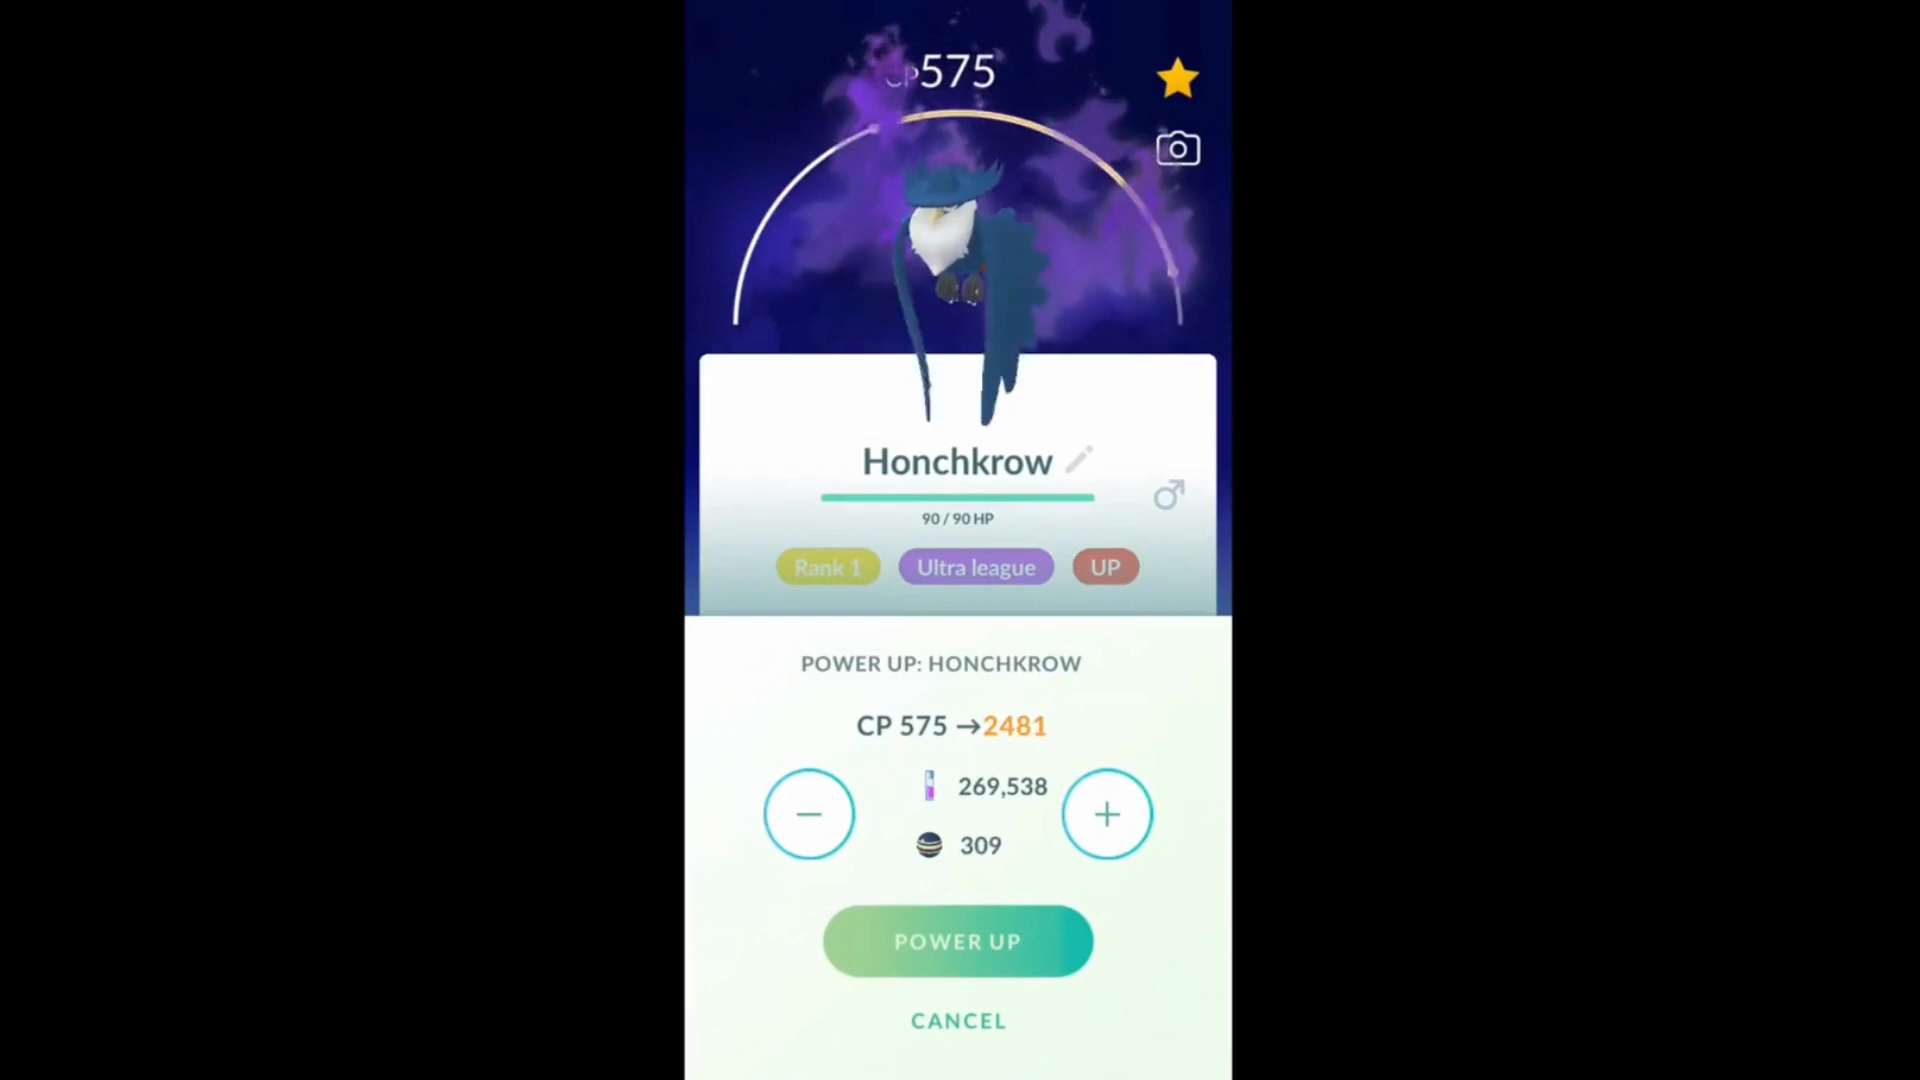 CP575
Honchkrow
90 / 90 HP
Rank 1 Ultra league UP
POWER UP: HONCHKROW
CP 575 →2481
269,538
309
POWER UP
CANCEL